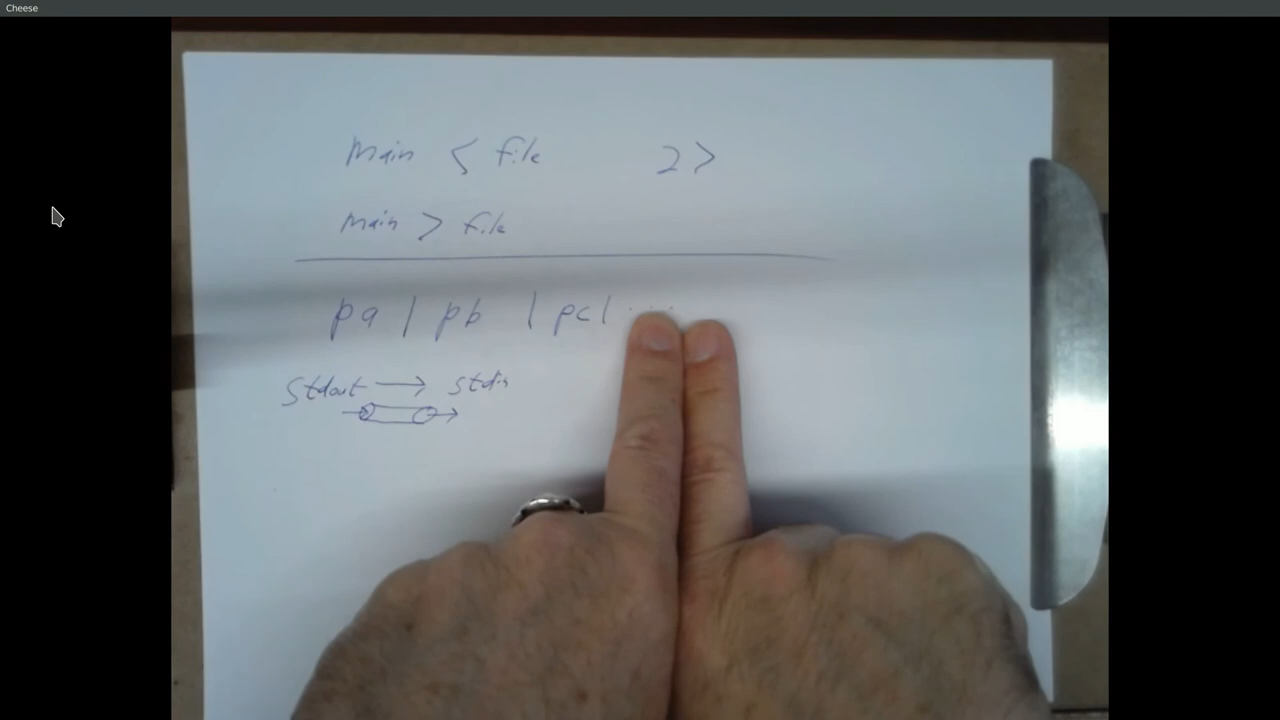 Cheese
main < file 2>
main > file
pa | pb | pc | ...
stdout → stdin